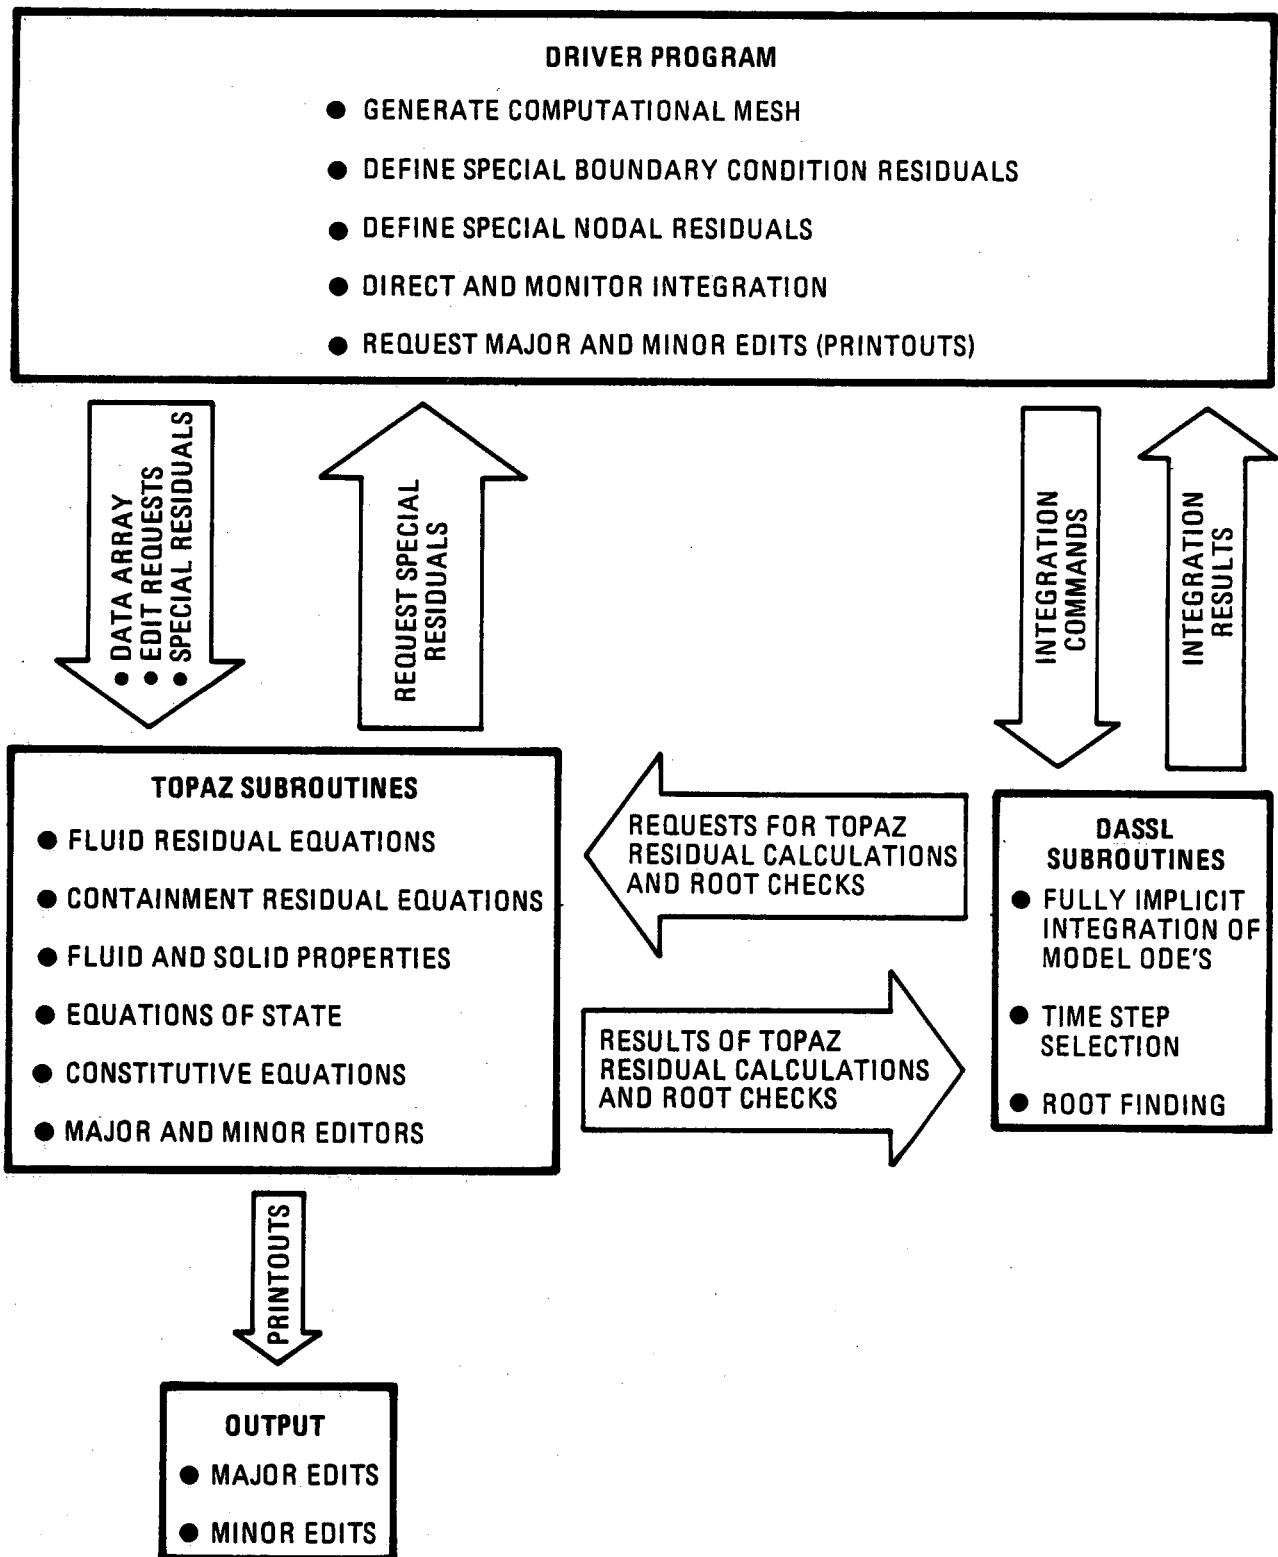 DRIVER PROGRAM
● GENERATE COMPUTATIONAL MESH
● DEFINE SPECIAL BOUNDARY CONDITION RESIDUALS
● DEFINE SPECIAL NODAL RESIDUALS
● DIRECT AND MONITOR INTEGRATION
● REQUEST MAJOR AND MINOR EDITS (PRINTOUTS)
● DATA ARRAY
● EDIT REQUESTS
● SPECIAL RESIDUALS
REQUEST SPECIAL
RESIDUALS
INTEGRATION
COMMANDS
INTEGRATION
RESULTS
TOPAZ SUBROUTINES
● FLUID RESIDUAL EQUATIONS
● CONTAINMENT RESIDUAL EQUATIONS
● FLUID AND SOLID PROPERTIES
● EQUATIONS OF STATE
● CONSTITUTIVE EQUATIONS
● MAJOR AND MINOR EDITORS
REQUESTS FOR TOPAZ
RESIDUAL CALCULATIONS
AND ROOT CHECKS
RESULTS OF TOPAZ
RESIDUAL CALCULATIONS
AND ROOT CHECKS
DASSL
SUBROUTINES
● FULLY IMPLICIT
INTEGRATION OF
MODEL ODE'S
● TIME STEP
SELECTION
● ROOT FINDING
PRINTOUTS
OUTPUT
● MAJOR EDITS
● MINOR EDITS